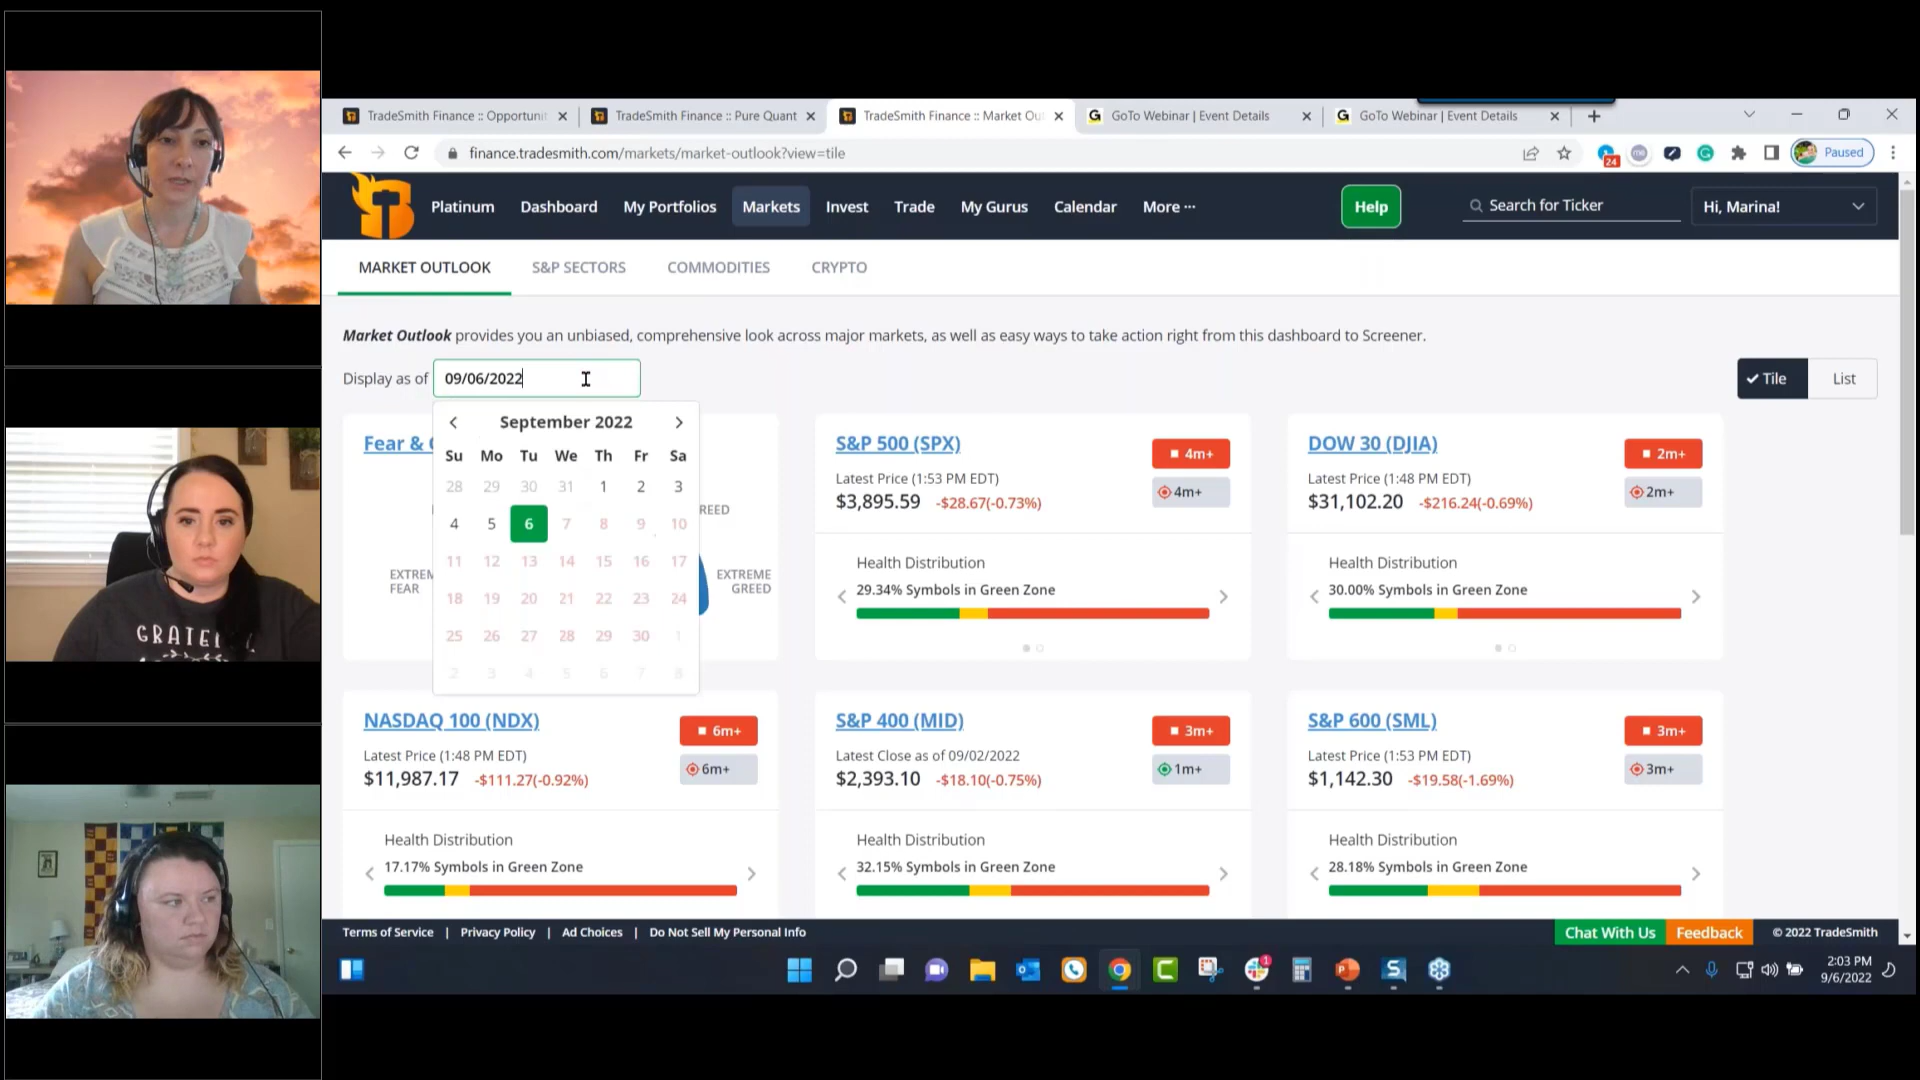 TradeSmith Finance :: Opportuni
TradeSmith Finance :: Pure Quant
TradeSmith Finance :: Market Ou
GoTo Webinar | Event Details
GoTo Webinar | Event Details
finance.tradesmith.com/markets/market-outlook?view=tile
24
Paused
Platinum
Dashboard
My Portfolios
Markets
Invest
Trade
My Gurus
Calendar
More ···
Help
Search for Ticker
Hi, Marina!
MARKET OUTLOOK
S&P SECTORS
COMMODITIES
CRYPTO
Market Outlook provides you an unbiased, comprehensive look across major markets, as well as easy ways to take action right from this dashboard to Screener.
Display as of 09/06/2022
Tile
List
September 2022
Su Mo Tu We Th Fr Sa
28 29 30 31 1 2 3
4 5 6 7 8 9 10
11 12 13 14 15 16 17
18 19 20 21 22 23 24
25 26 27 28 29 30 1
2 3 4 5 6 7 8
Fear &
REED
EXTREM
FEAR
EXTREME
GREED
S&P 500 (SPX)
4m+
Latest Price (1:53 PM EDT)
4m+
$3,895.59 -$28.67(-0.73%)
Health Distribution
29.34% Symbols in Green Zone
DOW 30 (DJIA)
2m+
Latest Price (1:48 PM EDT)
2m+
$31,102.20 -$216.24(-0.69%)
Health Distribution
30.00% Symbols in Green Zone
NASDAQ 100 (NDX)
6m+
Latest Price (1:48 PM EDT)
6m+
$11,987.17 -$111.27(-0.92%)
Health Distribution
17.17% Symbols in Green Zone
S&P 400 (MID)
3m+
Latest Close as of 09/02/2022
1m+
$2,393.10 -$18.10(-0.75%)
Health Distribution
32.15% Symbols in Green Zone
S&P 600 (SML)
3m+
Latest Price (1:53 PM EDT)
3m+
$1,142.30 -$19.58(-1.69%)
Health Distribution
28.18% Symbols in Green Zone
Terms of Service | Privacy Policy | Ad Choices | Do Not Sell My Personal Info
Chat With Us
Feedback
© 2022 TradeSmith
2:03 PM
9/6/2022